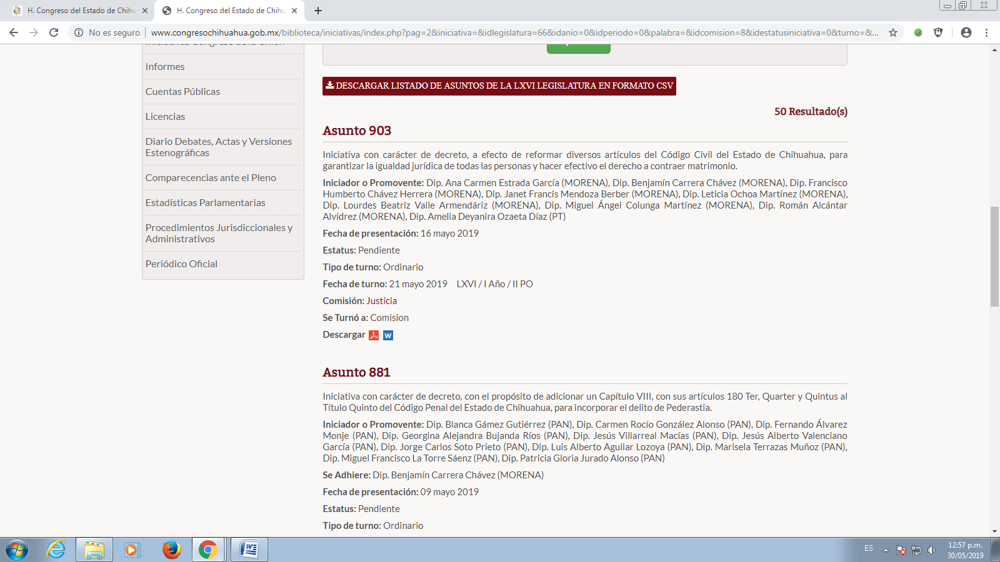 H. Congreso del Estado de Chihu
H. Congreso del Estado de Chihu
No es seguro
www.congresochihuahua.gob.mx/biblioteca/iniciativas/index.php?pag=2&iniciativa=&idlegislatura=66&idanio=0&idperiodo=0&palabra=&idcomision=8&idestatusiniciativa=0&turno=&...
Informes
Cuentas Públicas
Licencias
Diario Debates, Actas y Versiones
Estenográficas
Comparecencias ante el Pleno
Estadísticas Parlamentarias
Procedimientos Jurisdiccionales y
Administrativos
Periódico Oficial
DESCARGAR LISTADO DE ASUNTOS DE LA LXVI LEGISLATURA EN FORMATO CSV
50 Resultado(s)
Asunto 903
Iniciativa con carácter de decreto, a efecto de reformar diversos artículos del Código Civil del Estado de Chihuahua, para
garantizar la igualdad jurídica de todas las personas y hacer efectivo el derecho a contraer matrimonio.
Iniciador o Promovente: Dip. Ana Carmen Estrada García (MORENA), Dip. Benjamín Carrera Chávez (MORENA), Dip. Francisco
Humberto Chávez Herrera (MORENA), Dip. Janet Francis Mendoza Berber (MORENA), Dip. Leticia Ochoa Martínez (MORENA),
Dip. Lourdes Beatriz Valle Armendáriz (MORENA), Dip. Miguel Ángel Colunga Martínez (MORENA), Dip. Román Alcántar
Alvídrez (MORENA), Dip. Amelia Deyanira Ozaeta Díaz (PT)
Fecha de presentación: 16 mayo 2019
Estatus: Pendiente
Tipo de turno: Ordinario
Fecha de turno: 21 mayo 2019 LXVI / I Año / II PO
Comisión: Justicia
Se Turnó a: Comision
Descargar
Asunto 881
Iniciativa con carácter de decreto, con el propósito de adicionar un Capítulo VIII, con sus artículos 180 Ter, Quarter y Quintus al
Título Quinto del Código Penal del Estado de Chihuahua, para incorporar el delito de Pederastia.
Iniciador o Promovente: Dip. Blanca Gámez Gutiérrez (PAN), Dip. Carmen Rocío González Alonso (PAN), Dip. Fernando Álvarez
Monje (PAN), Dip. Georgina Alejandra Bujanda Ríos (PAN), Dip. Jesús Villarreal Macías (PAN), Dip. Jesús Alberto Valenciano
García (PAN), Dip. Jorge Carlos Soto Prieto (PAN), Dip. Luis Alberto Aguilar Lozoya (PAN), Dip. Marisela Terrazas Muñoz (PAN),
Dip. Miguel Francisco La Torre Sáenz (PAN), Dip. Patricia Gloria Jurado Alonso (PAN)
Se Adhiere: Dip. Benjamín Carrera Chávez (MORENA)
Fecha de presentación: 09 mayo 2019
Estatus: Pendiente
Tipo de turno: Ordinario
ES
12:57 p.m.
30/05/2019